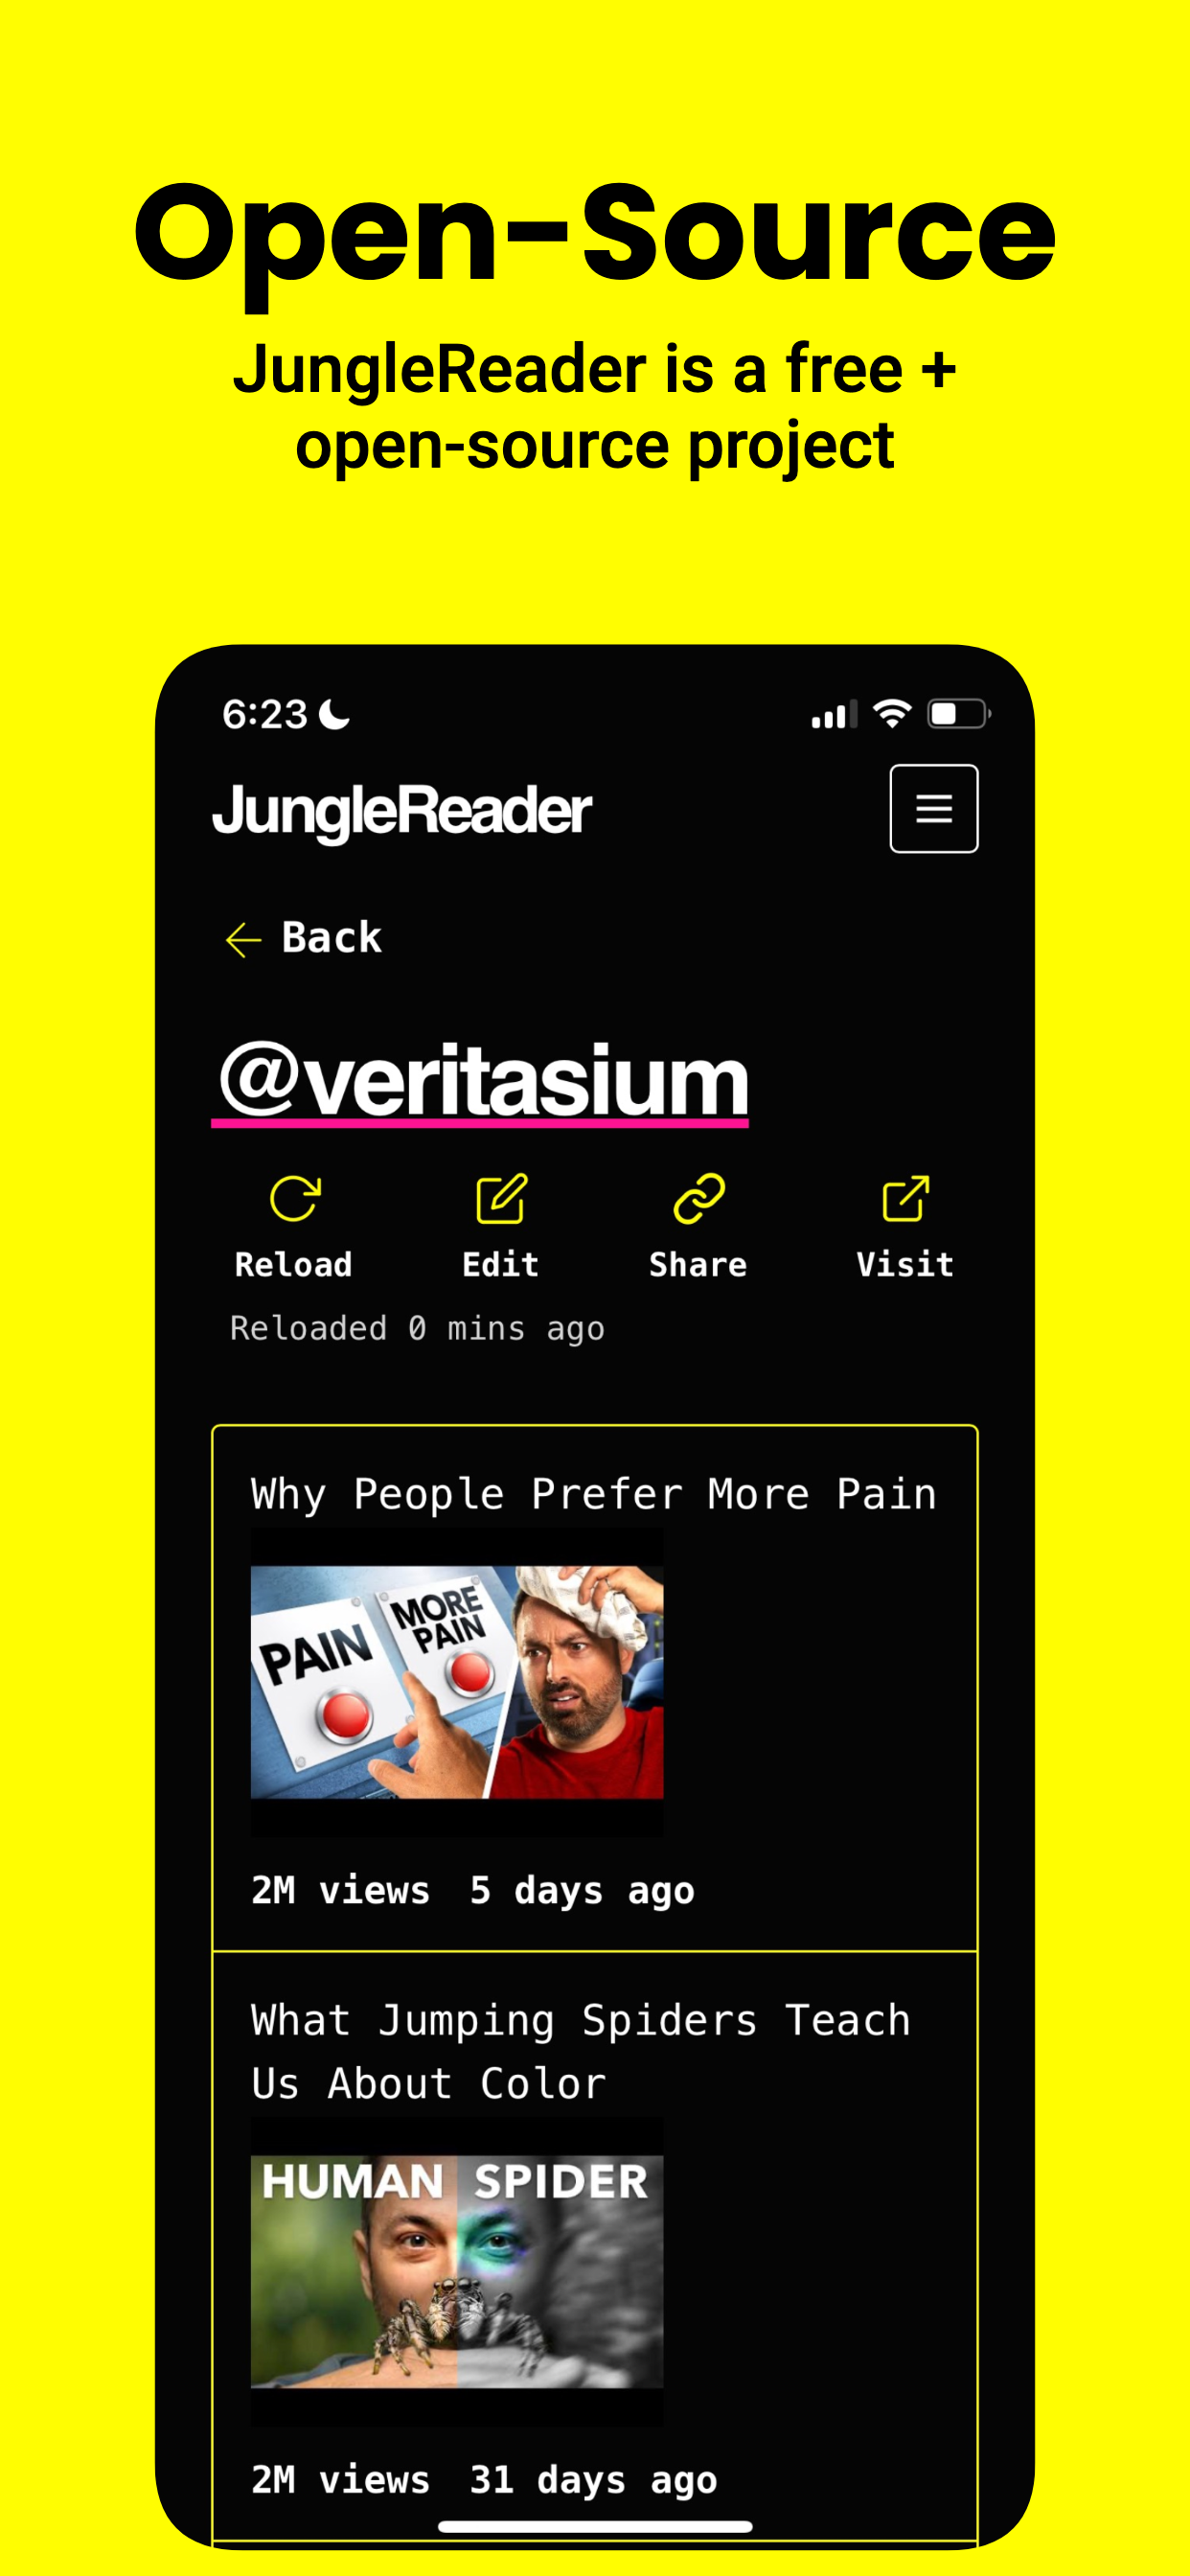 Open-Source
JungleReader is a free +
open-source project
6:23
JungleReader
Back
@veritasium
Reload Edit Share Visit
Reloaded 0 mins ago
Why People Prefer More Pain
PAIN
MORE
PAIN
2M views 5 days ago
What Jumping Spiders Teach
Us About Color
HUMAN SPIDER
2M views 31 days ago